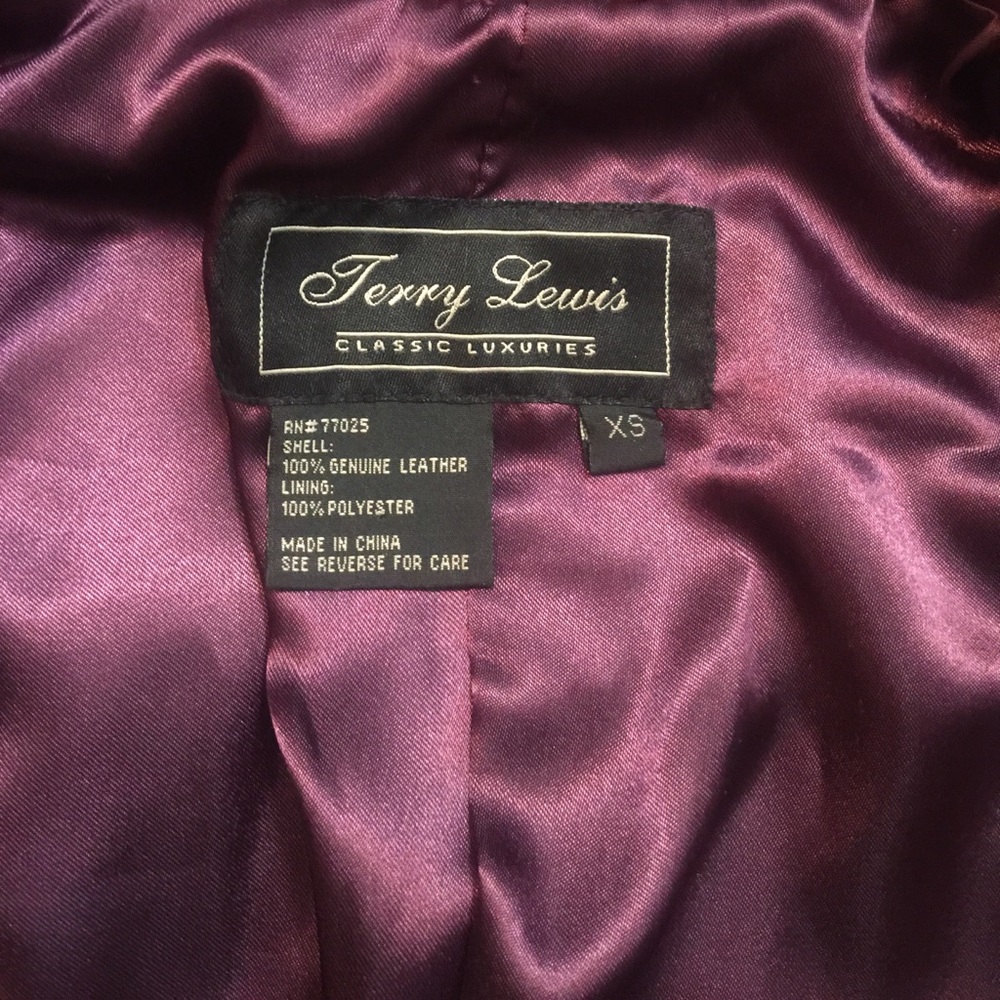 Terry Lewis
CLASSIC LUXURIES
XS
RN#77025
SHELL:
100% GENUINE LEATHER
LINING:
100% POLYESTER
MADE IN CHINA
SEE REVERSE FOR CARE